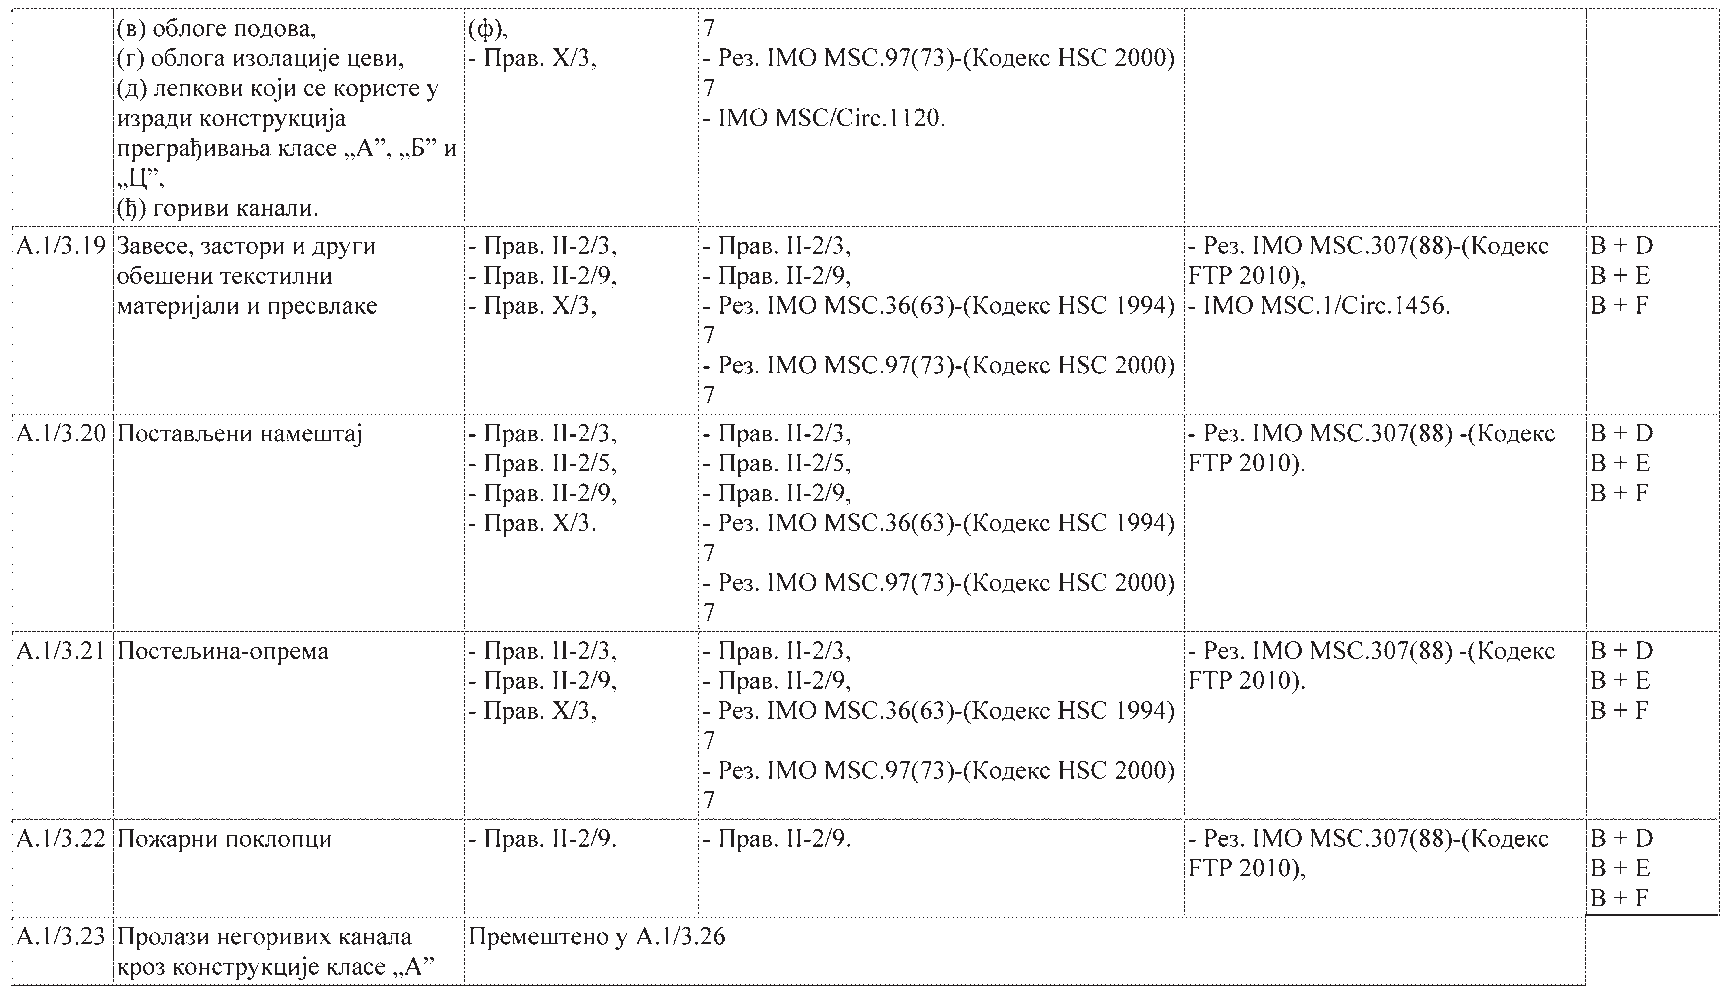 (в) облоге подова,
(г) облога изолације цеви,
(д) лепкови који се користе у
изради конструкција
преграђивања класе „А”, „Б” и
„Ц”,
(ђ) гориви канали.
(ф),
- Прав. X/3,
7
- Рез. IMO MSC.97(73)-(Кодекс HSC 2000)
7
- IMO MSC/Circ.1120.
А.1/3.19
Завесе, застори и други
обешени текстилни
материјали и пресвлаке
- Прав. II-2/3,
- Прав. II-2/9,
- Прав. X/3,
- Прав. II-2/3,
- Прав. II-2/9,
- Рез. IMO MSC.36(63)-(Кодекс HSC 1994)
7
- Рез. IMO MSC.97(73)-(Кодекс HSC 2000)
7
- Рез. IMO MSC.307(88)-(Кодекс
FTP 2010),
- IMO MSC.1/Circ.1456.
B + D
B + E
B + F
А.1/3.20
Постављени намештај
- Прав. II-2/3,
- Прав. II-2/5,
- Прав. II-2/9,
- Прав. X/3.
- Прав. II-2/3,
- Прав. II-2/5,
- Прав. II-2/9,
- Рез. IMO MSC.36(63)-(Кодекс HSC 1994)
7
- Рез. IMO MSC.97(73)-(Кодекс HSC 2000)
7
- Рез. IMO MSC.307(88) -(Кодекс
FTP 2010).
B + D
B + E
B + F
А.1/3.21
Постељина-опрема
- Прав. II-2/3,
- Прав. II-2/9,
- Прав. X/3,
- Прав. II-2/3,
- Прав. II-2/9,
- Рез. IMO MSC.36(63)-(Кодекс HSC 1994)
7
- Рез. IMO MSC.97(73)-(Кодекс HSC 2000)
7
- Рез. IMO MSC.307(88) -(Кодекс
FTP 2010).
B + D
B + E
B + F
А.1/3.22
Пожарни поклопци
- Прав. II-2/9.
- Прав. II-2/9.
- Рез. IMO MSC.307(88)-(Кодекс
FTP 2010),
B + D
B + E
B + F
А.1/3.23
Пролази негоривих канала
кроз конструкције класе „А”
Премештено у А.1/3.26